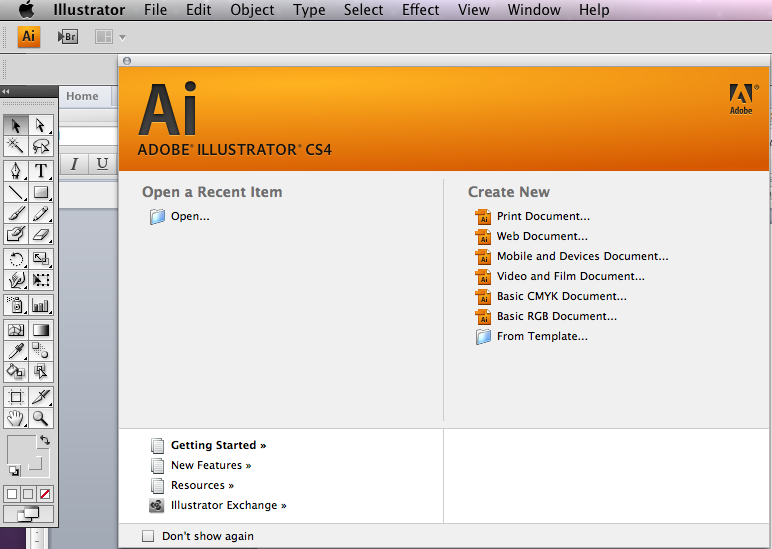 Illustrator File Edit Object Type Select Effect View Window Help
Ai Br
Home
I U
T
Ai
ADOBE® ILLUSTRATOR® CS4
Adobe
Open a Recent Item
Open...
Create New
Print Document...
Web Document...
Mobile and Devices Document...
Video and Film Document...
Basic CMYK Document...
Basic RGB Document...
From Template...
Getting Started »
New Features »
Resources »
Illustrator Exchange »
Don't show again